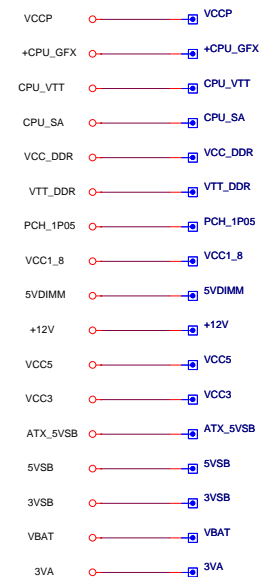 VCCP VCCP
+CPU_GFX +CPU_GFX
CPU_VTT CPU_VTT
CPU_SA CPU_SA
VCC_DDR VCC_DDR
VTT_DDR VTT_DDR
PCH_1P05 PCH_1P05
VCC1_8 VCC1_8
5VDIMM 5VDIMM
+12V +12V
VCC5 VCC5
VCC3 VCC3
ATX_5VSB ATX_5VSB
5VSB 5VSB
3VSB 3VSB
VBAT VBAT
3VA 3VA